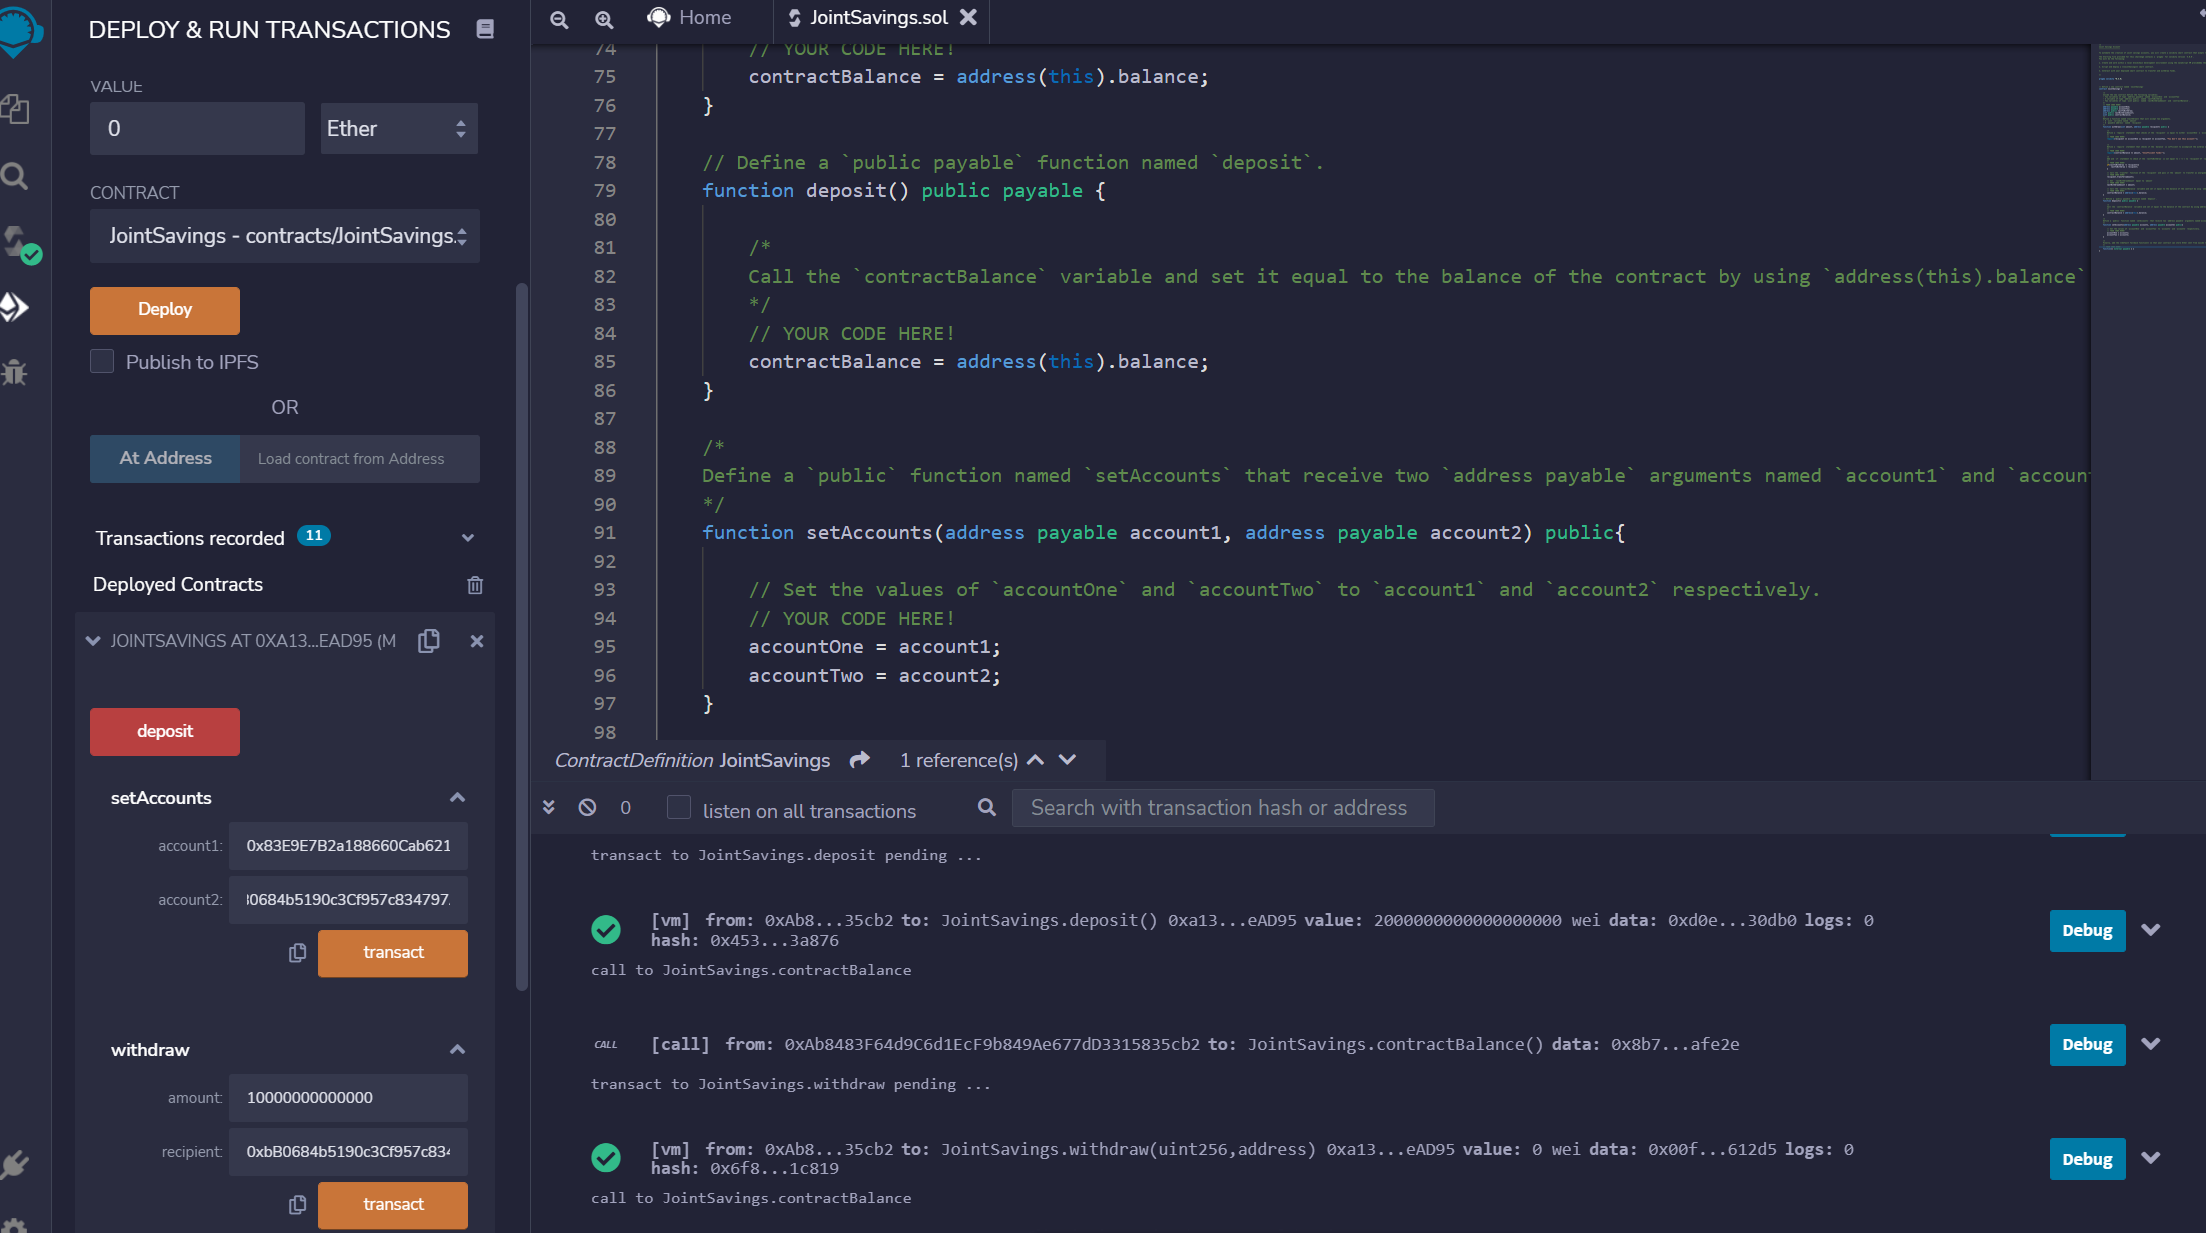 DEPLOY & RUN TRANSACTIONS
VALUE
0
Ether
CONTRACT
JointSavings - contracts/JointSavings.
Deploy
Publish to IPFS
OR
At Address
Load contract from Address
Transactions recorded 11
Deployed Contracts
JOINTSAVINGS AT 0XA13...EAD95 (M
deposit
setAccounts
account1: 0x83E9E7B2a188660Cab621
account2: 0684b5190c3Cf957c834797
transact
withdraw
amount: 10000000000000
recipient: 0xbB0684b5190c3Cf957c834
transact
Home
JointSavings.sol
74 // YOUR CODE HERE!
75 contractBalance = address(this).balance;
76 }
77
78 // Define a `public payable` function named `deposit`.
79 function deposit() public payable {
80
81 /*
82 Call the `contractBalance` variable and set it equal to the balance of the contract by using `address(this).balance`
83 */
84 // YOUR CODE HERE!
85 contractBalance = address(this).balance;
86 }
87
88 /*
89 Define a `public` function named `setAccounts` that receive two `address payable` arguments named `account1` and `accoun
90 */
91 function setAccounts(address payable account1, address payable account2) public{
92
93 // Set the values of `accountOne` and `accountTwo` to `account1` and `account2` respectively.
94 // YOUR CODE HERE!
95 accountOne = account1;
96 accountTwo = account2;
97 }
98
ContractDefinition JointSavings 1 reference(s)
0 listen on all transactions Search with transaction hash or address
transact to JointSavings.deposit pending ...
[vm] from: 0xAb8...35cb2 to: JointSavings.deposit() 0xa13...eAD95 value: 2000000000000000000 wei data: 0xd0e...30db0 logs: 0
hash: 0x453...3a876
Debug
call to JointSavings.contractBalance
CALL [call] from: 0xAb8483F64d9C6d1EcF9b849Ae677dD3315835cb2 to: JointSavings.contractBalance() data: 0x8b7...afe2e
Debug
transact to JointSavings.withdraw pending ...
[vm] from: 0xAb8...35cb2 to: JointSavings.withdraw(uint256,address) 0xa13...eAD95 value: 0 wei data: 0x00f...612d5 logs: 0
hash: 0x6f8...1c819
Debug
call to JointSavings.contractBalance